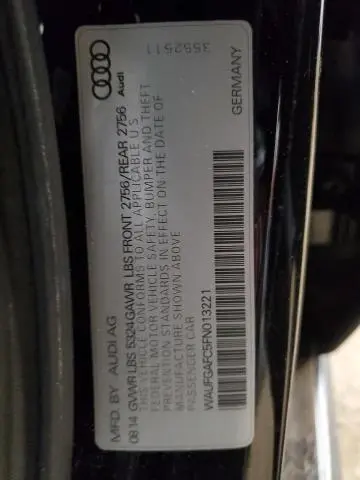 MFD. BY AUDI AG
08 14 GVWR LBS 5324 GAWR LBS FRONT 2756/REAR 2756
THIS VEHICLE CONFORMS TO ALL APPLICABLE U S
FEDERAL MOTOR VEHICLE SAFETY, BUMPER AND THEFT
PREVENTION STANDARDS IN EFFECT ON THE DATE OF
MANUFACTURE SHOWN ABOVE
PASSENGER CAR
WAUFGAFC5FN013221
Audi
3552511
GERMANY